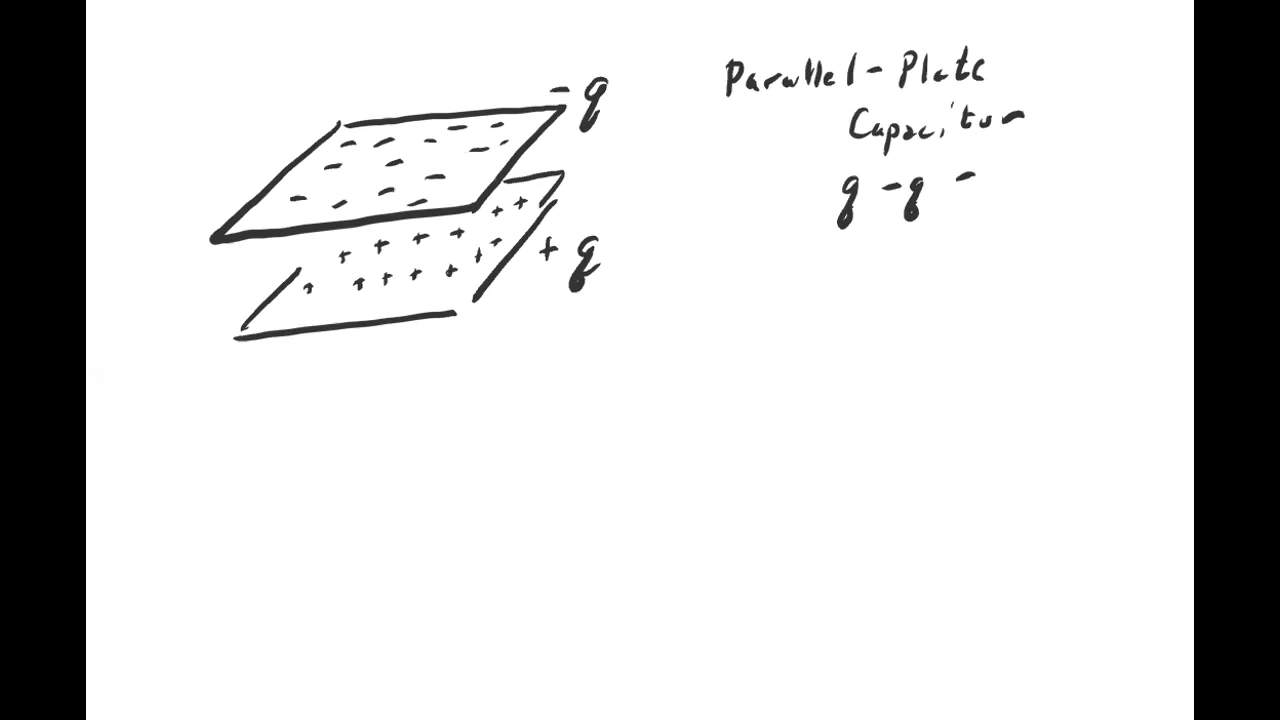 - q
Parallel - Plate
Capacitor
q - q -
+ q